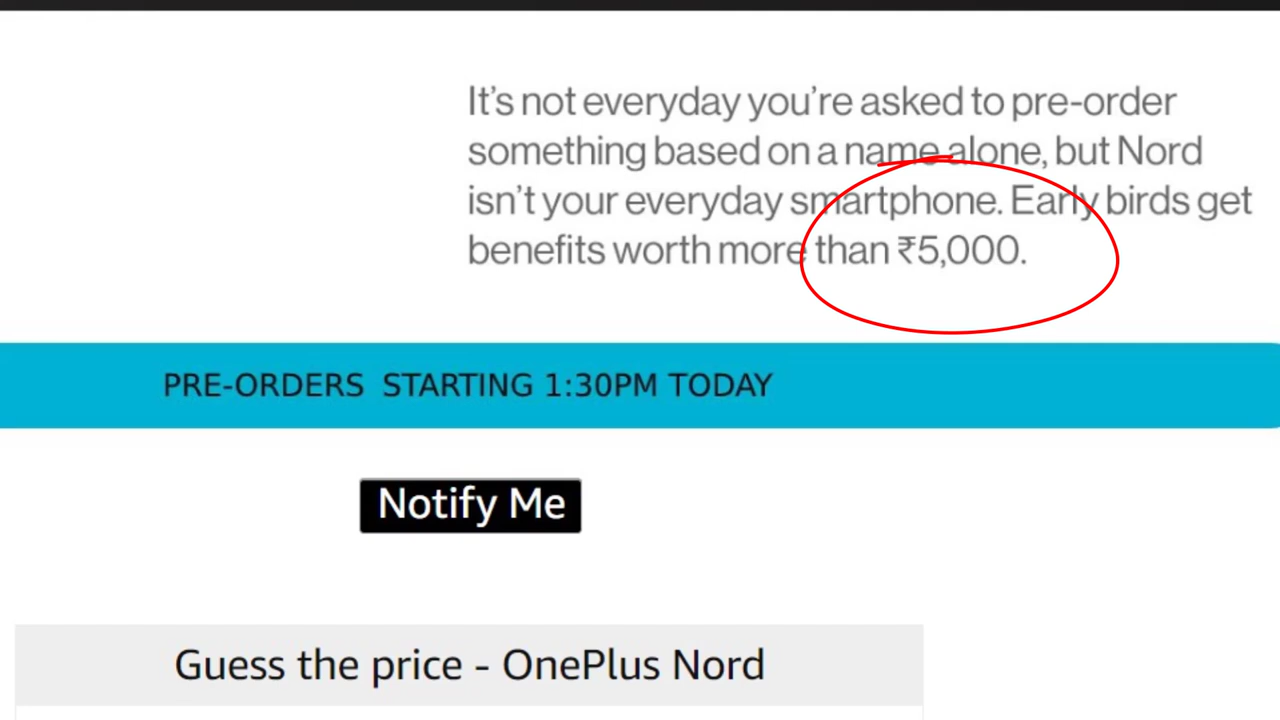 It's not everyday you're asked to pre-order
something based on a name alone, but Nord
isn't your everyday smartphone. Early birds get
benefits worth more than ₹5,000.
PRE-ORDERS STARTING 1:30PM TODAY
Notify Me
Guess the price - OnePlus Nord